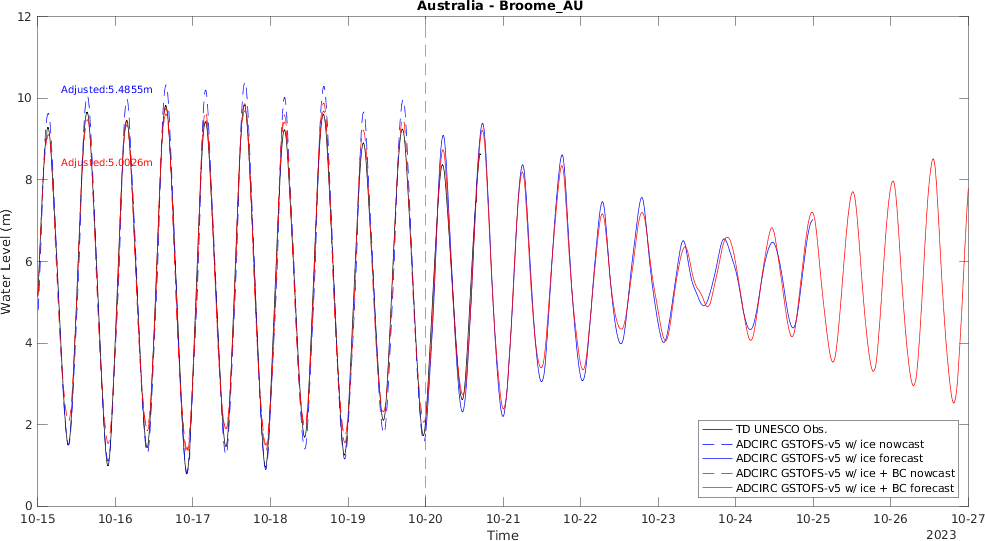 Australia - Broome_AU
12
10
8
6
4
2
0
Water Level (m)
Adjusted:5.4855m
Adjusted:5.0026m
TD UNESCO Obs.
ADCIRC GSTOFS-v5 w/ ice nowcast
ADCIRC GSTOFS-v5 w/ ice forecast
ADCIRC GSTOFS-v5 w/ ice + BC nowcast
ADCIRC GSTOFS-v5 w/ ice + BC forecast
10-15 10-16 10-17 10-18 10-19 10-20 10-21 10-22 10-23 10-24 10-25 10-26 10-27
Time
2023